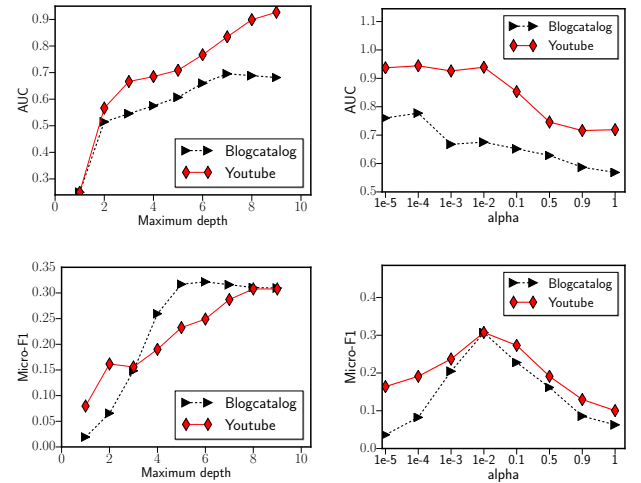 AUC
0.9
0.8
0.7
0.6
0.5
0.4
0.3
0 2 4 6 8 10
Maximum depth
Blogcatalog
Youtube
AUC
1.1
1.0
0.9
0.8
0.7
0.6
0.5
1e-5 1e-4 1e-3 1e-2 0.1 0.5 0.9 1
alpha
Blogcatalog
Youtube
Micro-F1
0.35
0.30
0.25
0.20
0.15
0.10
0.05
0.00
0 2 4 6 8 10
Maximum depth
Blogcatalog
Youtube
Micro-F1
0.4
0.3
0.2
0.1
0.0
1e-5 1e-4 1e-3 1e-2 0.1 0.5 0.9 1
alpha
Blogcatalog
Youtube